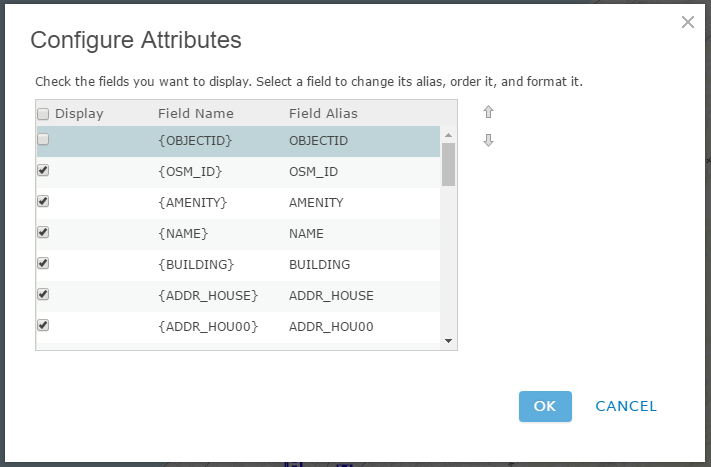 Configure Attributes
Check the fields you want to display. Select a field to change its alias, order it, and format it.
Display Field Name Field Alias
{OBJECTID} OBJECTID
{OSM_ID} OSM_ID
{AMENITY} AMENITY
{NAME} NAME
{BUILDING} BUILDING
{ADDR_HOUSE} ADDR_HOUSE
{ADDR_HOU00} ADDR_HOU00
OK CANCEL